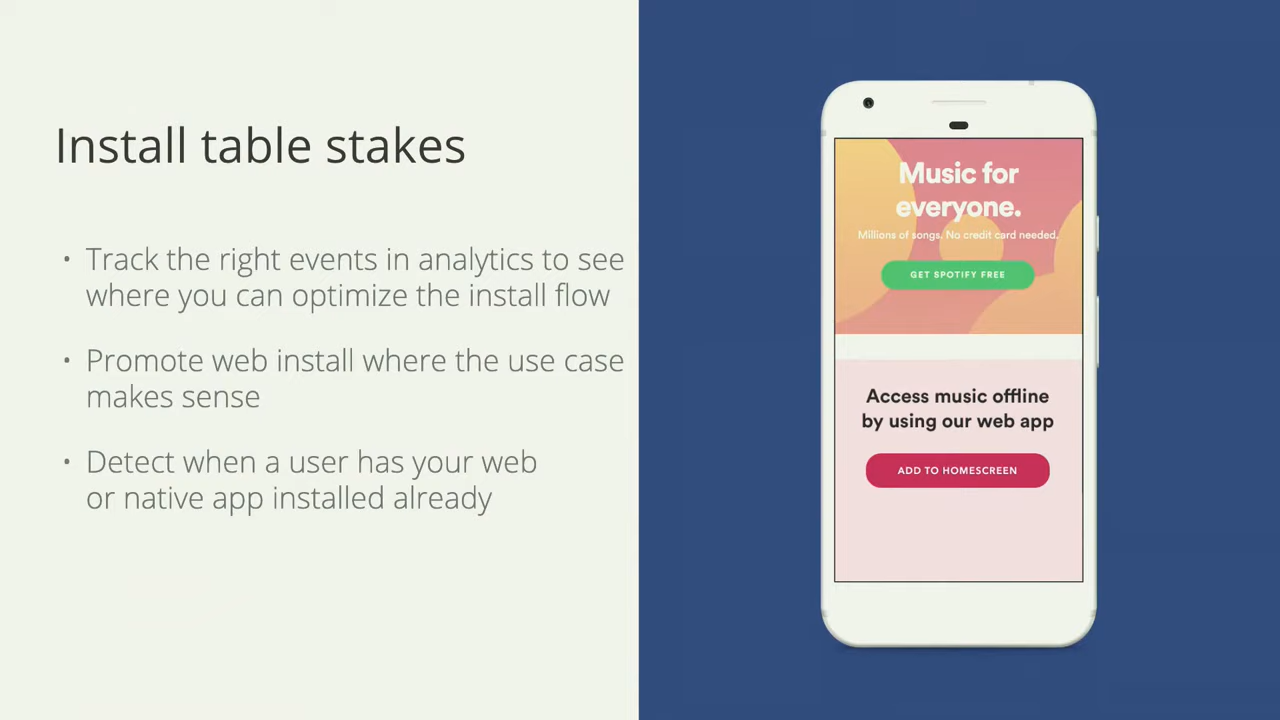 Install table stakes
• Track the right events in analytics to see
where you can optimize the install flow
• Promote web install where the use case
makes sense
• Detect when a user has your web
or native app installed already
Music for
everyone.
Millions of songs. No credit card needed.
GET SPOTIFY FREE
Access music offline
by using our web app
ADD TO HOMESCREEN